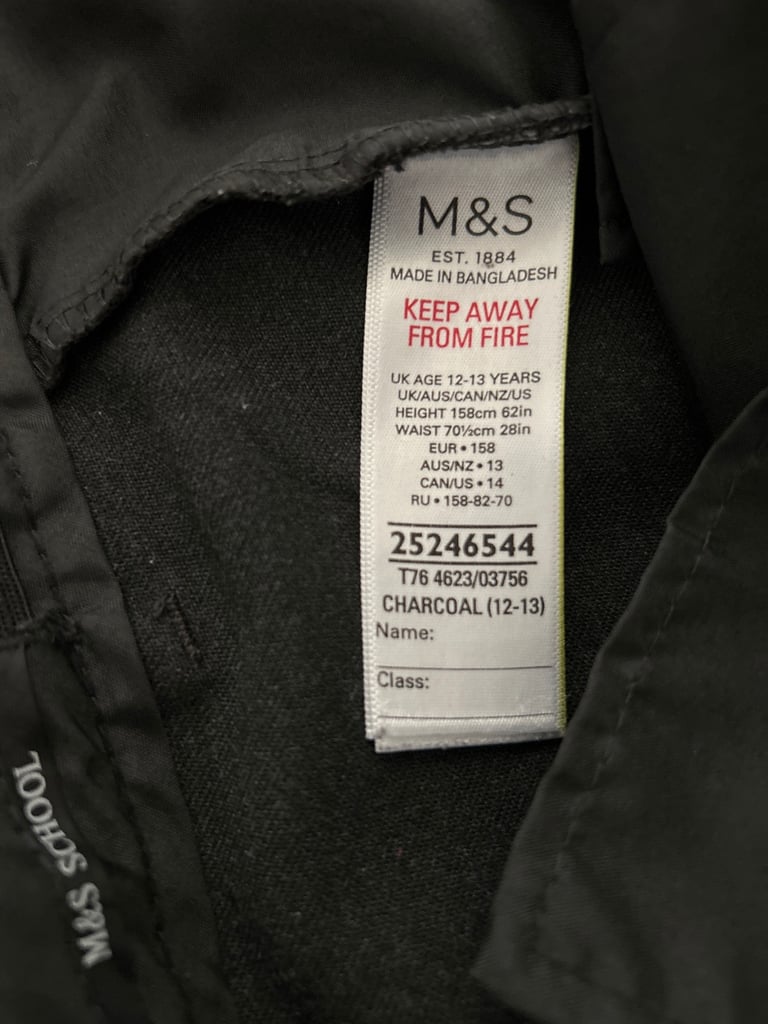 M&S
EST. 1884
MADE IN BANGLADESH
KEEP AWAY
FROM FIRE
UK AGE 12-13 YEARS
UK/AUS/CAN/NZ/US
HEIGHT 158cm 62in
WAIST 70½cm 28in
EUR • 158
AUS/NZ • 13
CAN/US • 14
RU • 158-82-70
25246544
T76 4623/03756
CHARCOAL (12-13)
Name:
Class:
M&S SCHOOL